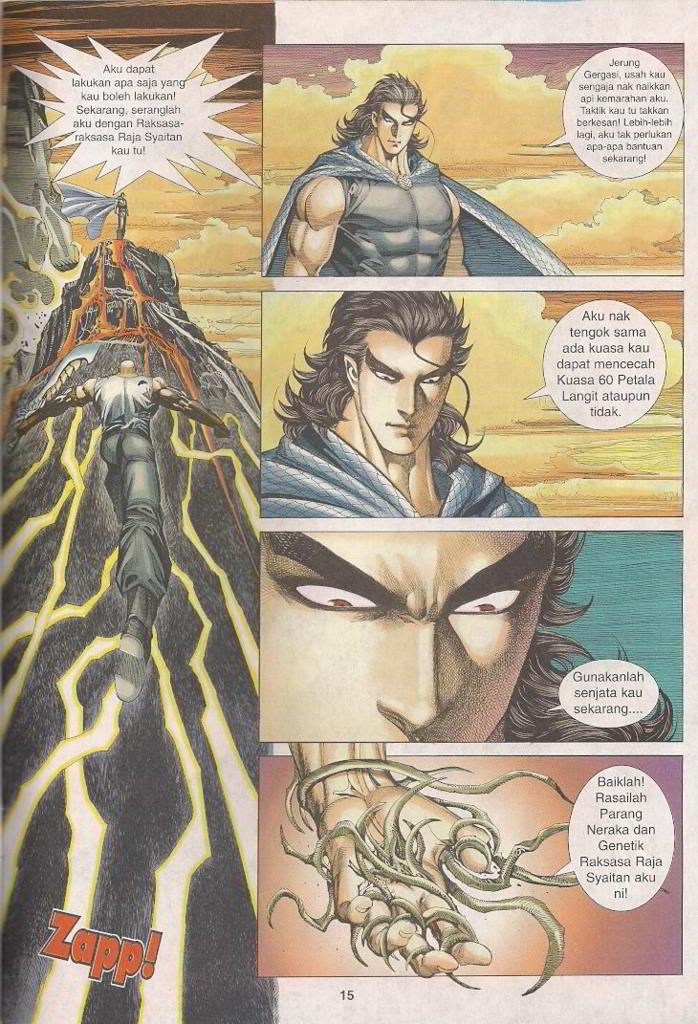 Aku dapat
lakukan apa saja yang
kau boleh lakukan!
Sekarang, seranglah
aku dengan Raksasa-
raksasa Raja Syaitan
kau tu!
Jerung
Gergasi, usah kau
sengaja nak naikkan
api kemarahan aku.
Taktik kau tu takkan
berkesan! Lebih-lebih
lagi, aku tak perlukan
apa-apa bantuan
sekarang!
Aku nak
tengok sama
ada kuasa kau
dapat mencecah
Kuasa 60 Petala
Langit ataupun
tidak.
Gunakanlah
senjata kau
sekarang....
Baiklah!
Rasailah
Parang
Neraka dan
Genetik
Raksasa Raja
Syaitan aku
ni!
Zapp!
15